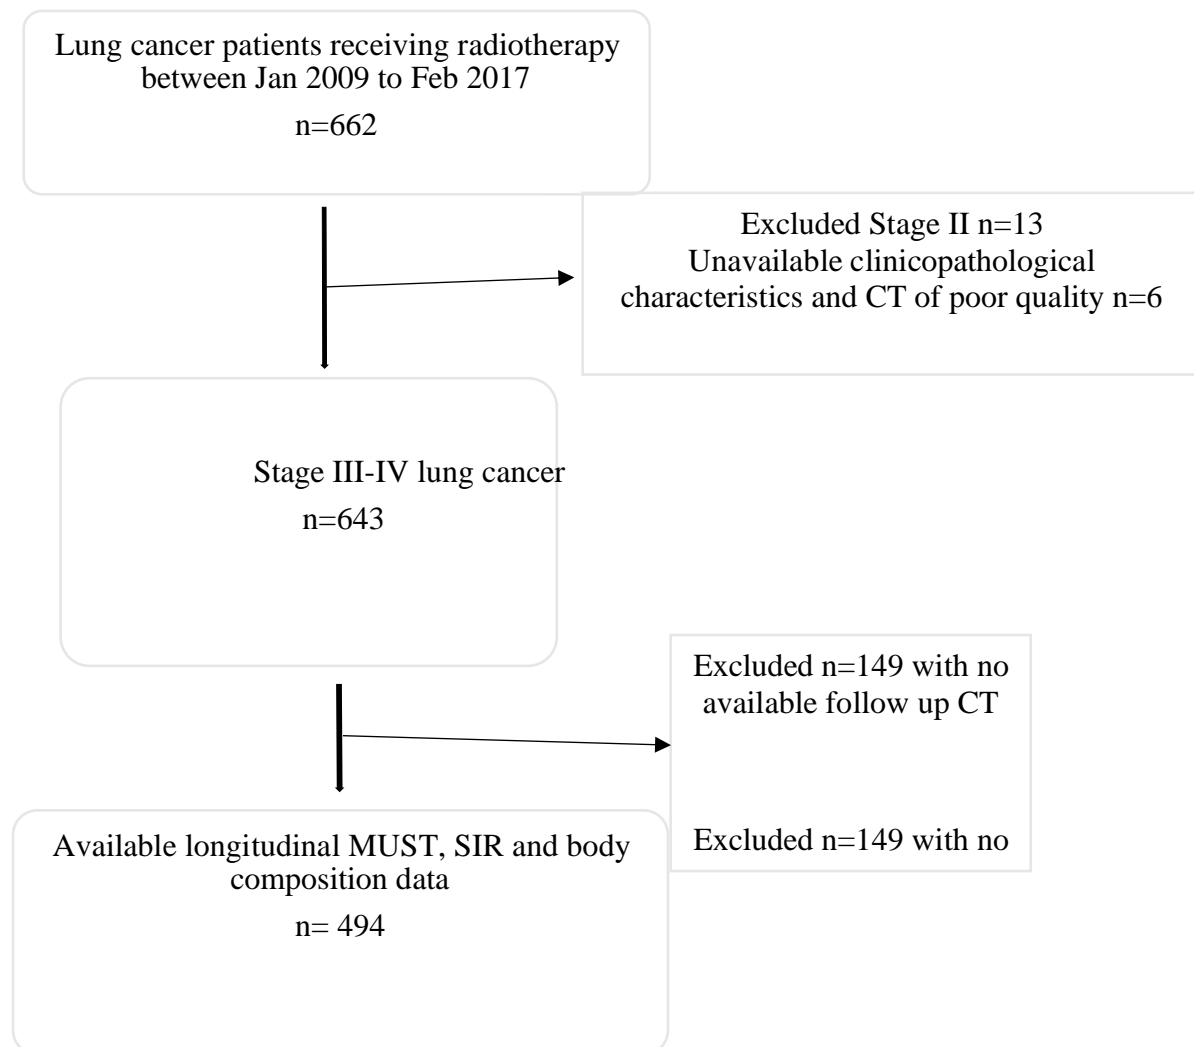 Lung cancer patients receiving radiotherapy
between Jan 2009 to Feb 2017
n=662
Excluded Stage II n=13
Unavailable clinicopathological
characteristics and CT of poor quality n=6
Stage III-IV lung cancer
n=643
Excluded n=149 with no
available follow up CT
Excluded n=149 with no
Available longitudinal MUST, SIR and body
composition data
n= 494